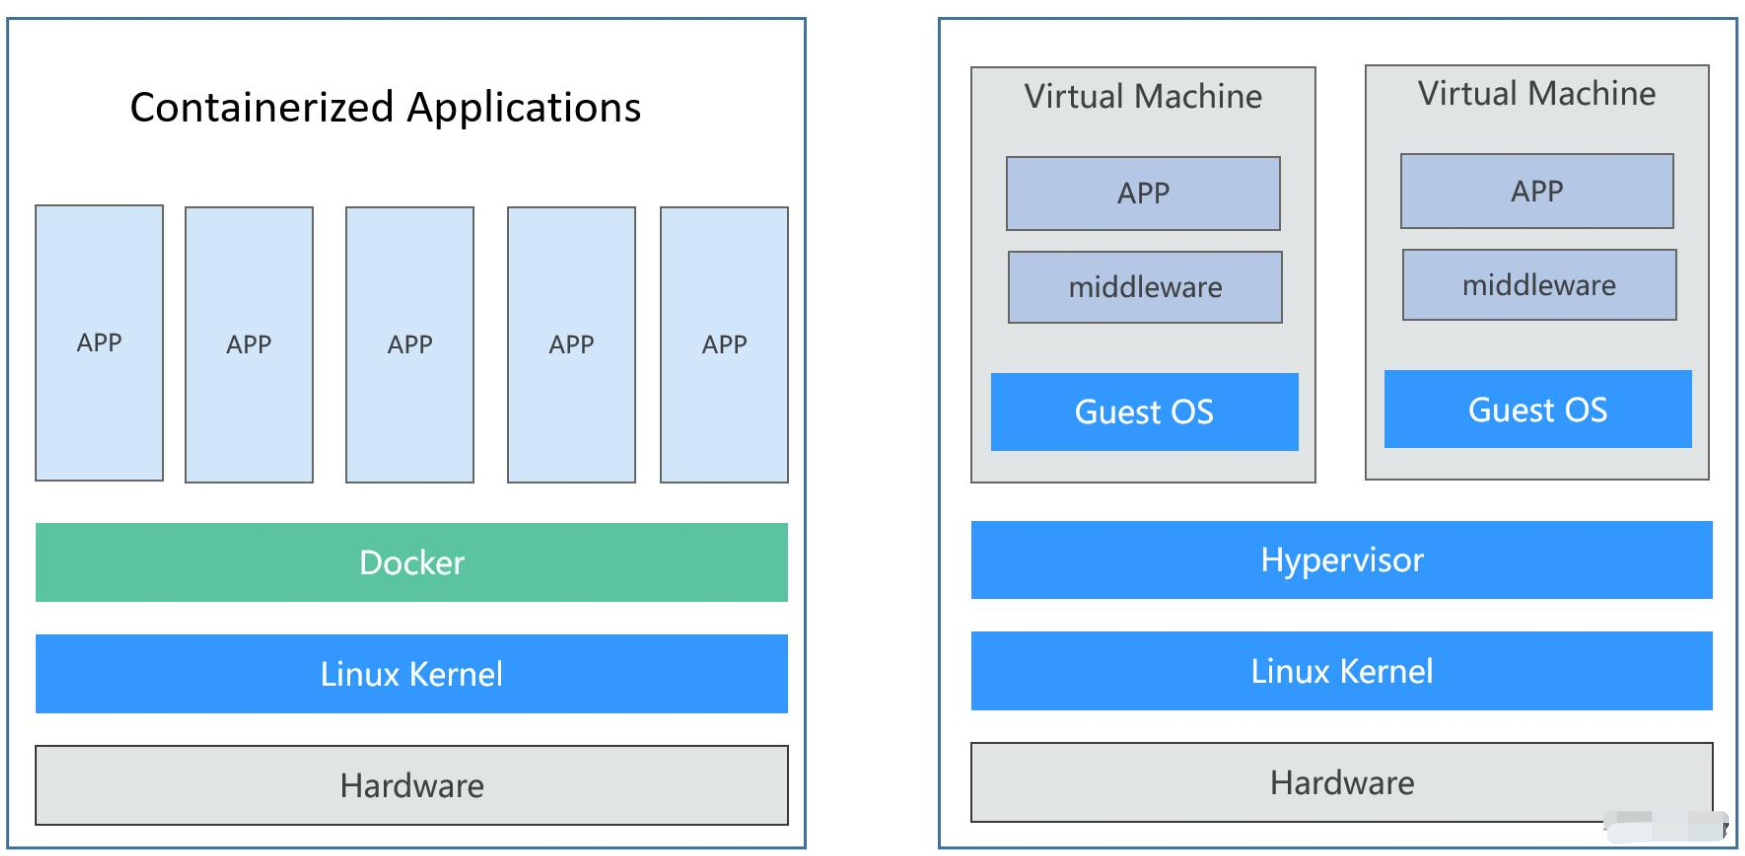 Containerized Applications
APP
APP
APP
APP
APP
Docker
Linux Kernel
Hardware
Virtual Machine
APP
middleware
Guest OS
Virtual Machine
APP
middleware
Guest OS
Hypervisor
Linux Kernel
Hardware